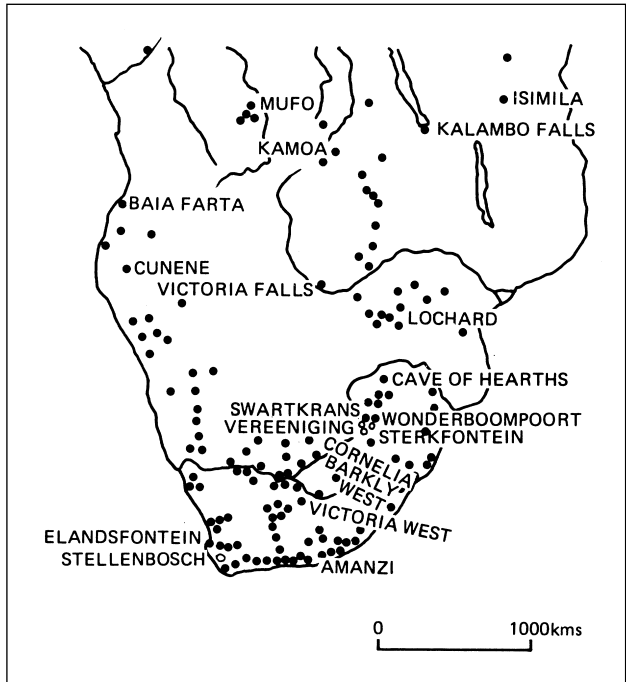 MUFO
ISIMILA
KALAMBO FALLS
KAMOA
BAIA FARTA
CUNENE
VICTORIA FALLS
LOCHARD
CAVE OF HEARTHS
SWARTKRANS
WONDERBOOMPOORT
VEREENIGING
STERKFONTEIN
CORNELIA
BARKLY
WEST
VICTORIA WEST
ELANDSFONTEIN
STELLENBOSCH
AMANZI
0 1000kms